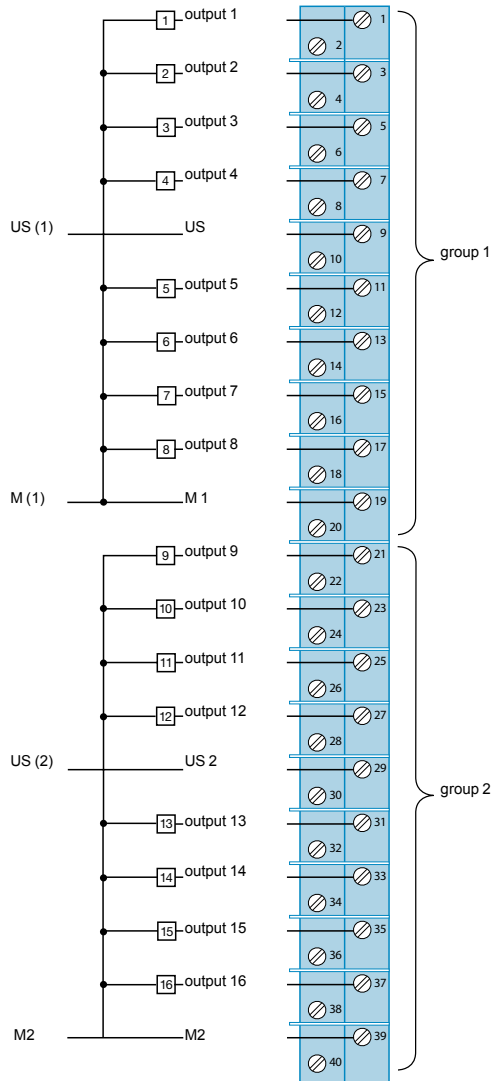 1 output 1 1
2
2 output 2 3
4
3 output 3 5
6
4 output 4 7
8
US (1) US 9
10
group 1
5 output 5 11
12
6 output 6 13
14
7 output 7 15
16
8 output 8 17
18
M (1) M 1 19
20
9 output 9 21
22
10 output 10 23
24
11 output 11 25
26
12 output 12 27
28
US (2) US 2 29
30
group 2
13 output 13 31
32
14 output 14 33
34
15 output 15 35
36
16 output 16 37
38
M2 M2 39
40